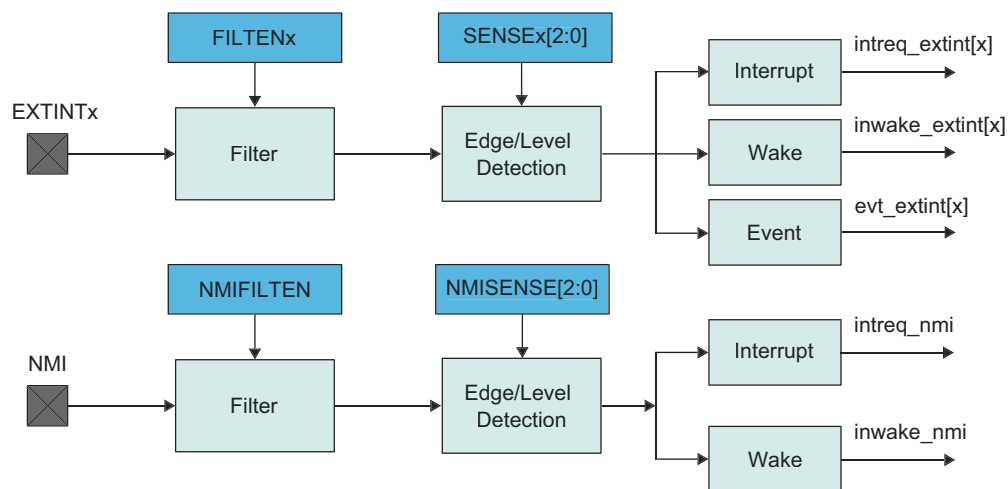 FILTENx
SENSEx[2:0]
intreq_extint[x]
Interrupt
EXTINTx
Filter
Edge/Level
Detection
inwake_extint[x]
Wake
evt_extint[x]
Event
NMIFILTEN
NMISENSE[2:0]
intreq_nmi
Interrupt
NMI
Filter
Edge/Level
Detection
inwake_nmi
Wake